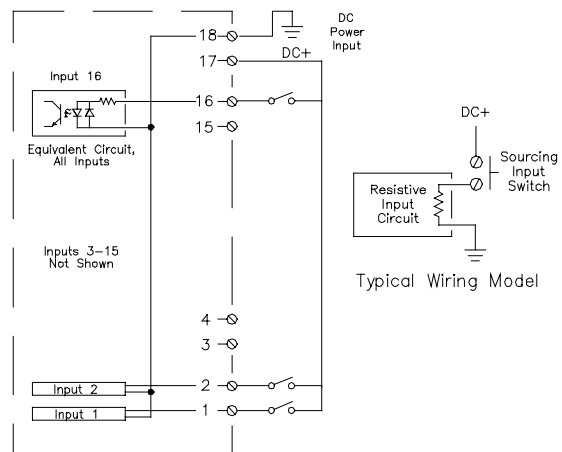 18
DC
Power
Input
17
DC+
Input 16
16
15
Equivalent Circuit,
All Inputs
DC+
Sourcing
Input
Switch
Resistive
Input
Circuit
Typical Wiring Model
Inputs 3-15
Not Shown
4
3
2
Input 2
1
Input 1